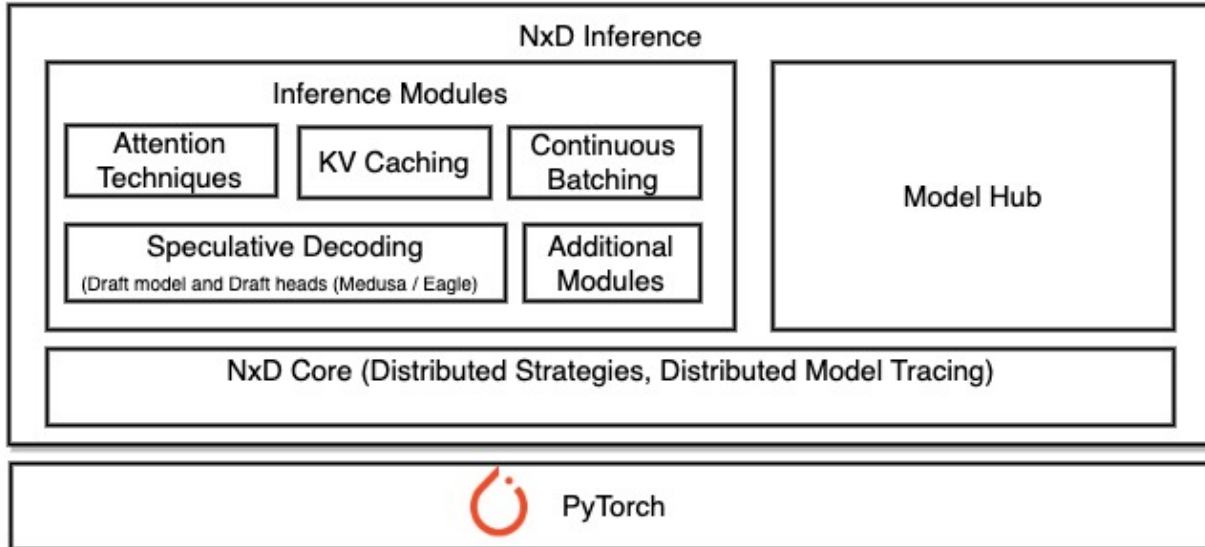 NxD Inference
Inference Modules
Attention
Techniques
KV Caching
Continuous
Batching
Speculative Decoding
(Draft model and Draft heads (Medusa / Eagle)
Additional
Modules
Model Hub
NxD Core (Distributed Strategies, Distributed Model Tracing)
PyTorch